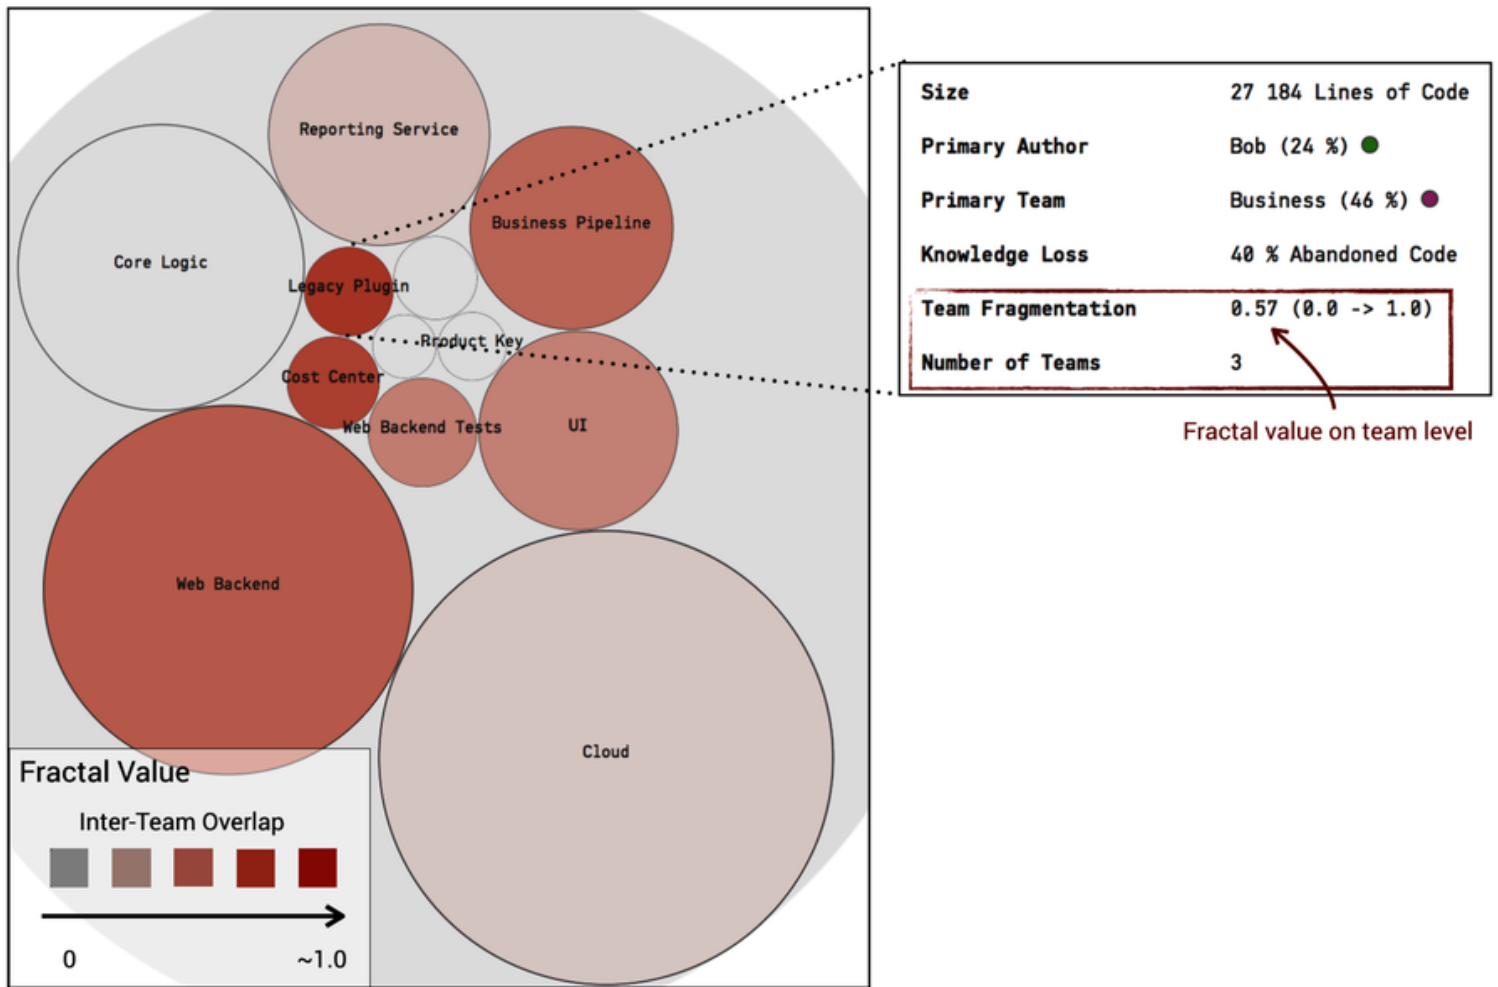 Reporting Service
Business Pipeline
Core Logic
Legacy Plugin
Product Key
Cost Center
Web Backend Tests
UI
Web Backend
Cloud
Fractal Value
Inter-Team Overlap
0 ~1.0
Size 27 184 Lines of Code
Primary Author Bob (24 %)
Primary Team Business (46 %)
Knowledge Loss 40 % Abandoned Code
Team Fragmentation 0.57 (0.0 -> 1.0)
Number of Teams 3
Fractal value on team level